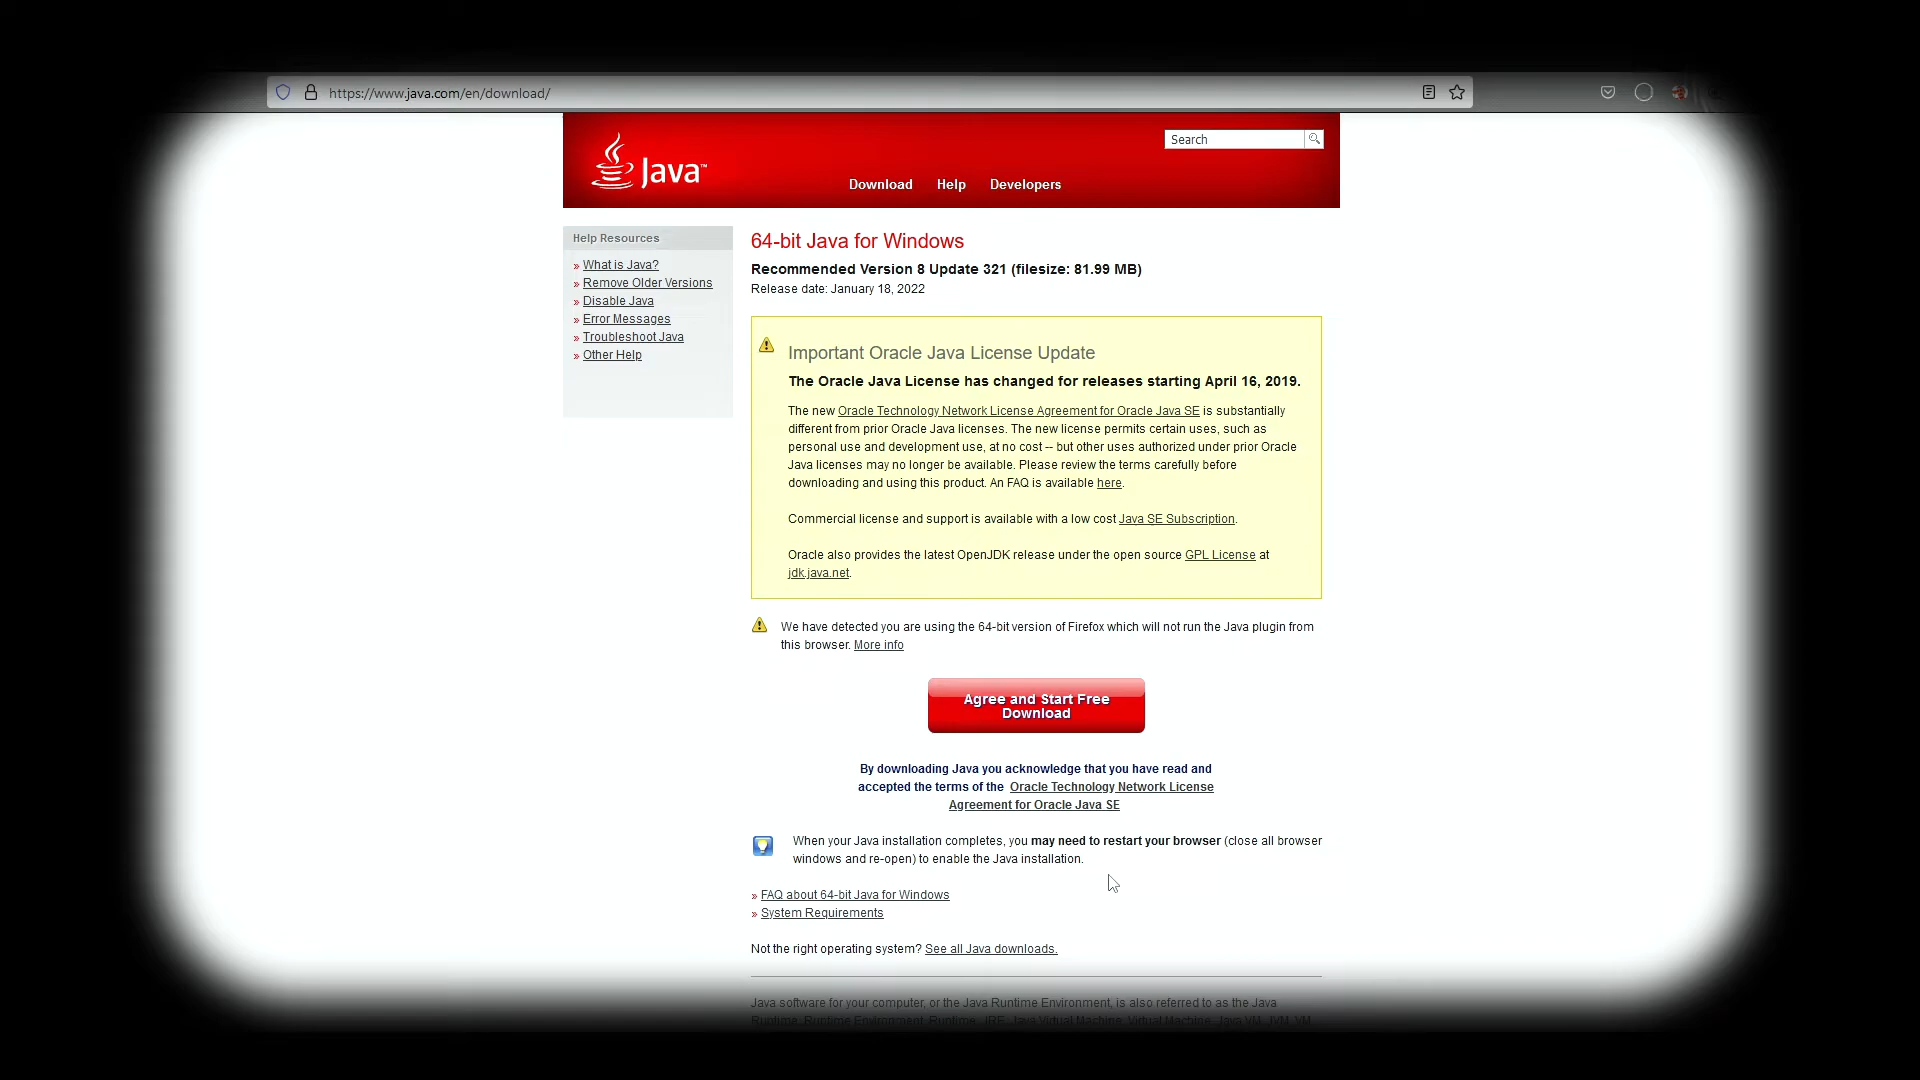 https://www.java.com/en/download/
Java™
Search
Download Help Developers
Help Resources
» What is Java?
» Remove Older Versions
» Disable Java
» Error Messages
» Troubleshoot Java
» Other Help
64-bit Java for Windows
Recommended Version 8 Update 321 (filesize: 81.99 MB)
Release date: January 18, 2022
Important Oracle Java License Update
The Oracle Java License has changed for releases starting April 16, 2019.
The new Oracle Technology Network License Agreement for Oracle Java SE is substantially
different from prior Oracle Java licenses. The new license permits certain uses, such as
personal use and development use, at no cost -- but other uses authorized under prior Oracle
Java licenses may no longer be available. Please review the terms carefully before
downloading and using this product. An FAQ is available here.
Commercial license and support is available with a low cost Java SE Subscription.
Oracle also provides the latest OpenJDK release under the open source GPL License at
jdk.java.net.
We have detected you are using the 64-bit version of Firefox which will not run the Java plugin from
this browser. More info
Agree and Start Free
Download
By downloading Java you acknowledge that you have read and
accepted the terms of the Oracle Technology Network License
Agreement for Oracle Java SE
When your Java installation completes, you may need to restart your browser (close all browser
windows and re-open) to enable the Java installation.
» FAQ about 64-bit Java for Windows
» System Requirements
Not the right operating system? See all Java downloads.
Java software for your computer, or the Java Runtime Environment, is also referred to as the Java
Runtime, Runtime Environment, Runtime, JRE, Java Virtual Machine, Virtual Machine, Java VM, JVM, VM